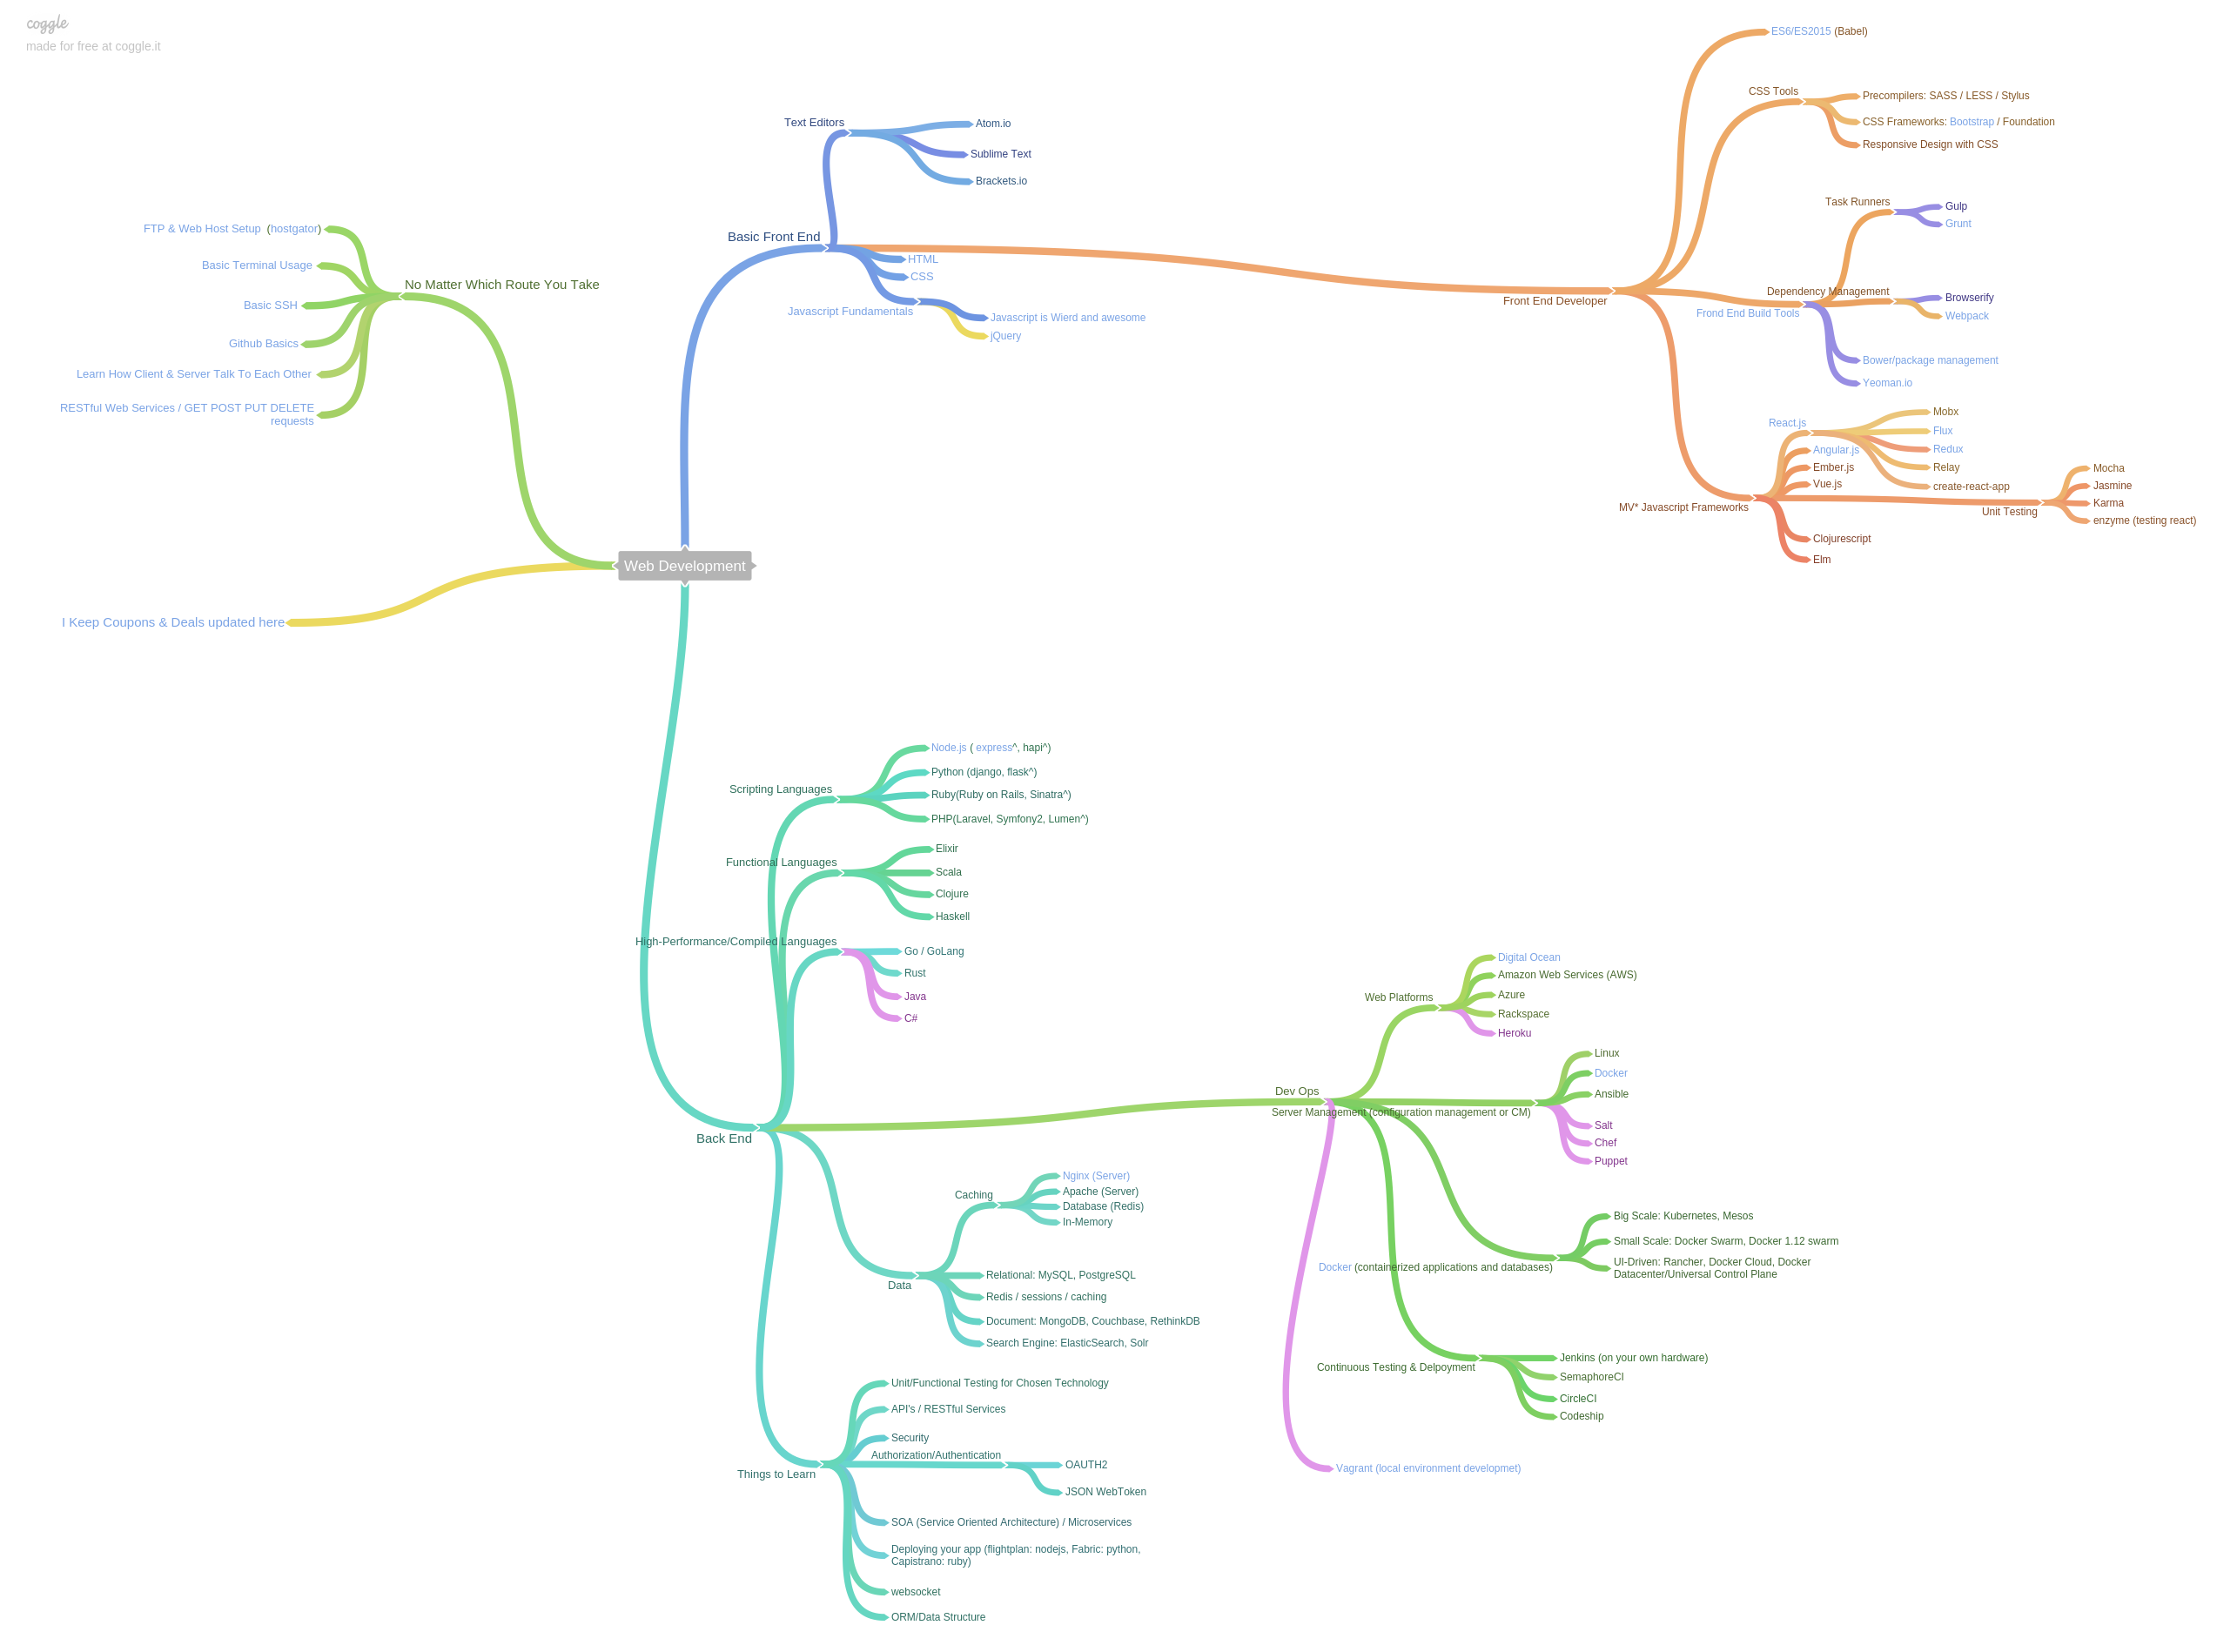 coggle
made for free at coggle.it
Web Development
No Matter Which Route You Take
FTP & Web Host Setup  (hostgator)
Basic Terminal Usage
Basic SSH
Github Basics
Learn How Client & Server Talk To Each Other
RESTful Web Services / GET POST PUT DELETE
requests
I Keep Coupons & Deals updated here
Basic Front End
Text Editors
Atom.io
Sublime Text
Brackets.io
HTML
CSS
Javascript Fundamentals
Javascript is Wierd and awesome
jQuery
Front End Developer
ES6/ES2015 (Babel)
CSS Tools
Precompilers: SASS / LESS / Stylus
CSS Frameworks: Bootstrap / Foundation
Responsive Design with CSS
Frond End Build Tools
Task Runners
Gulp
Grunt
Dependency Management
Browserify
Webpack
Bower/package management
Yeoman.io
MV* Javascript Frameworks
React.js
Mobx
Flux
Redux
Relay
create-react-app
Angular.js
Ember.js
Vue.js
Unit Testing
Mocha
Jasmine
Karma
enzyme (testing react)
Clojurescript
Elm
Back End
Scripting Languages
Node.js ( express^, hapi^)
Python (django, flask^)
Ruby(Ruby on Rails, Sinatra^)
PHP(Laravel, Symfony2, Lumen^)
Functional Languages
Elixir
Scala
Clojure
Haskell
High-Performance/Compiled Languages
Go / GoLang
Rust
Java
C#
Dev Ops
Web Platforms
Digital Ocean
Amazon Web Services (AWS)
Azure
Rackspace
Heroku
Server Management (configuration management or CM)
Linux
Docker
Ansible
Salt
Chef
Puppet
Docker (containerized applications and databases)
Big Scale: Kubernetes, Mesos
Small Scale: Docker Swarm, Docker 1.12 swarm
UI-Driven: Rancher, Docker Cloud, Docker
Datacenter/Universal Control Plane
Continuous Testing & Delpoyment
Jenkins (on your own hardware)
SemaphoreCI
CircleCI
Codeship
Vagrant (local environment developmet)
Data
Caching
Nginx (Server)
Apache (Server)
Database (Redis)
In-Memory
Relational: MySQL, PostgreSQL
Redis / sessions / caching
Document: MongoDB, Couchbase, RethinkDB
Search Engine: ElasticSearch, Solr
Things to Learn
Unit/Functional Testing for Chosen Technology
API's / RESTful Services
Security
Authorization/Authentication
OAUTH2
JSON WebToken
SOA (Service Oriented Architecture) / Microservices
Deploying your app (flightplan: nodejs, Fabric: python,
Capistrano: ruby)
websocket
ORM/Data Structure